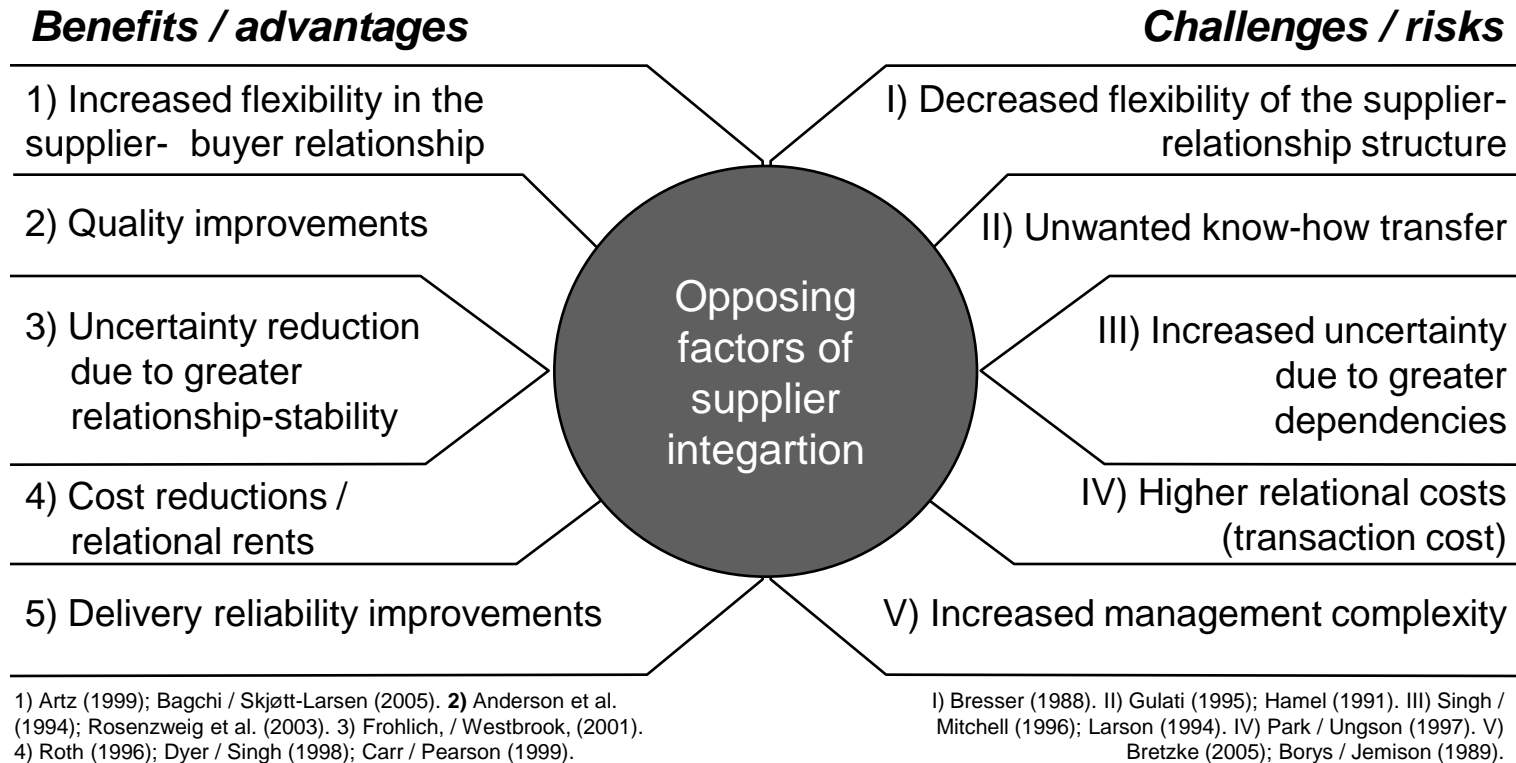 Benefits / advantages
1) Increased flexibility in the
supplier-  buyer relationship
2) Quality improvements
3) Uncertainty reduction
due to greater
relationship-stability
4) Cost reductions /
relational rents
5) Delivery reliability improvements
Opposing
factors of
supplier
integartion
Challenges / risks
I) Decreased flexibility of the supplier-
relationship structure
II) Unwanted know-how transfer
III) Increased uncertainty
due to greater
dependencies
IV) Higher relational costs
(transaction cost)
V) Increased management complexity
1) Artz (1999); Bagchi / Skjøtt-Larsen (2005). 2) Anderson et al.
(1994); Rosenzweig et al. (2003). 3) Frohlich, / Westbrook, (2001).
4) Roth (1996); Dyer / Singh (1998); Carr / Pearson (1999).
I) Bresser (1988). II) Gulati (1995); Hamel (1991). III) Singh /
Mitchell (1996); Larson (1994). IV) Park / Ungson (1997). V)
Bretzke (2005); Borys / Jemison (1989).